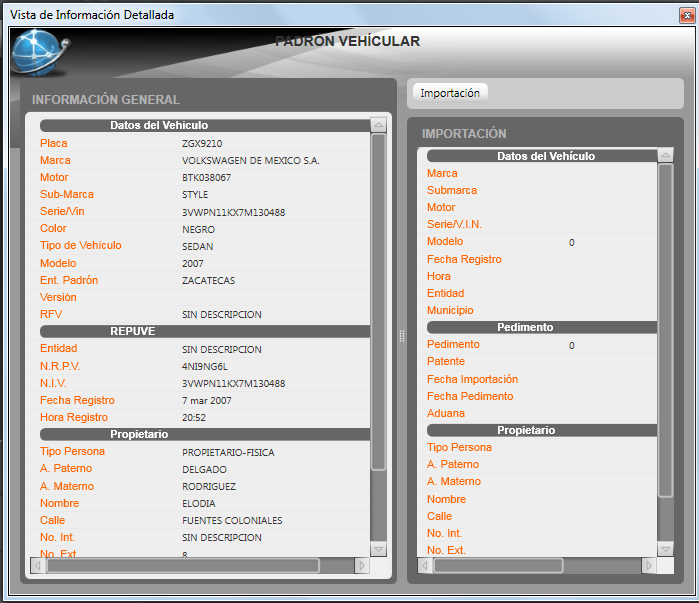 Vista de Información Detallada
PADRON VEHÍCULAR
INFORMACIÓN GENERAL
Datos del Vehiculo
Placa ZGX9210
Marca VOLKSWAGEN DE MEXICO S.A.
Motor BTK038067
Sub-Marca STYLE
Serie/Vin 3VWPN11KX7M130488
Color NEGRO
Tipo de Vehículo SEDAN
Modelo 2007
Ent. Padrón ZACATECAS
Versión
RFV SIN DESCRIPCION
REPUVE
Entidad SIN DESCRIPCION
N.R.P.V. 4NI9NG6L
N.I.V. 3VWPN11KX7M130488
Fecha Registro 7 mar 2007
Hora Registro 20:52
Propietario
Tipo Persona PROPIETARIO-FISICA
A. Paterno DELGADO
A. Materno RODRIGUEZ
Nombre ELODIA
Calle FUENTES COLONIALES
No. Int. SIN DESCRIPCION
No. Ext. 8
Importación
IMPORTACIÓN
Datos del Vehículo
Marca
Submarca
Motor
Serie/V.I.N.
Modelo 0
Fecha Registro
Hora
Entidad
Municipio
Pedimento
Pedimento 0
Patente
Fecha Importación
Fecha Pedimento
Aduana
Propietario
Tipo Persona
A. Paterno
A. Materno
Nombre
Calle
No. Int.
No. Ext.